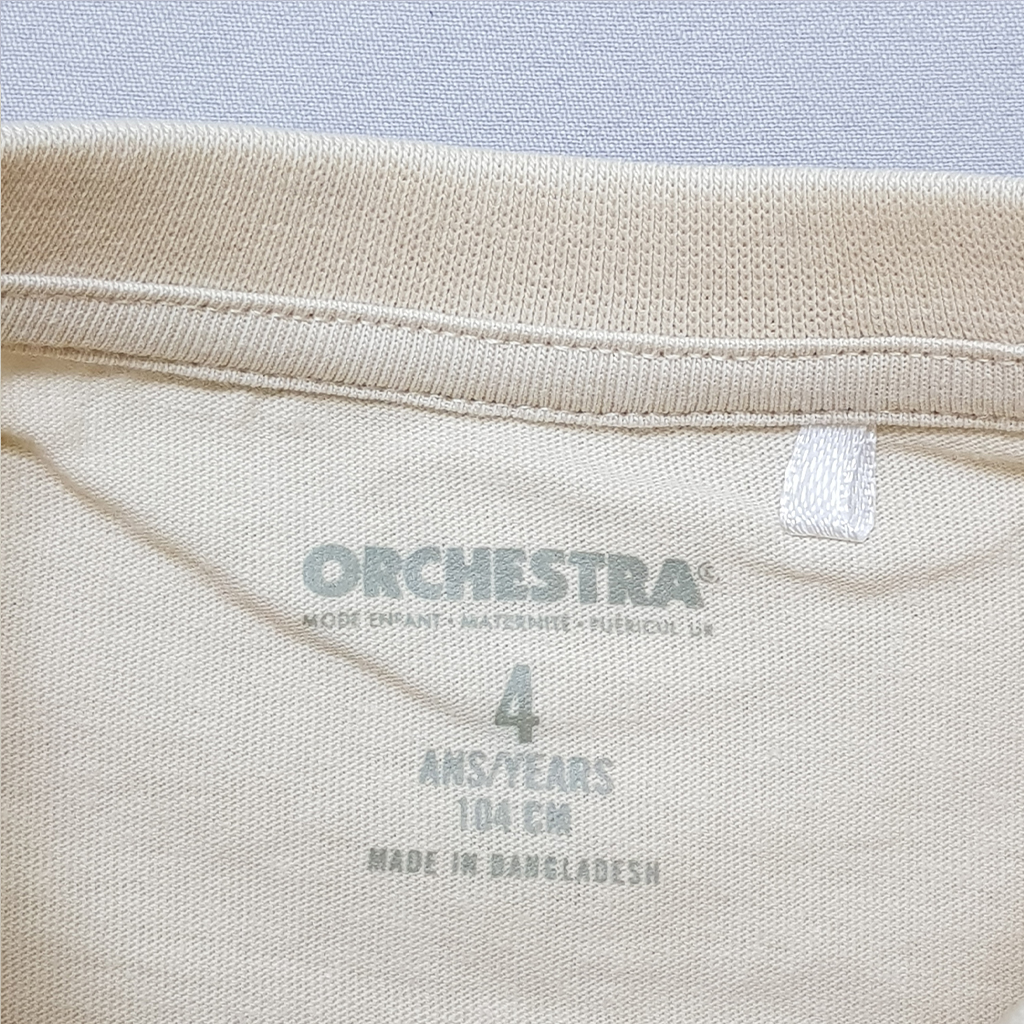 ORCHESTRA®
MODE ENFANT • MATERNITÉ • PUÉRICULTURE
4
ANS/YEARS
104 CM
MADE IN BANGLADESH